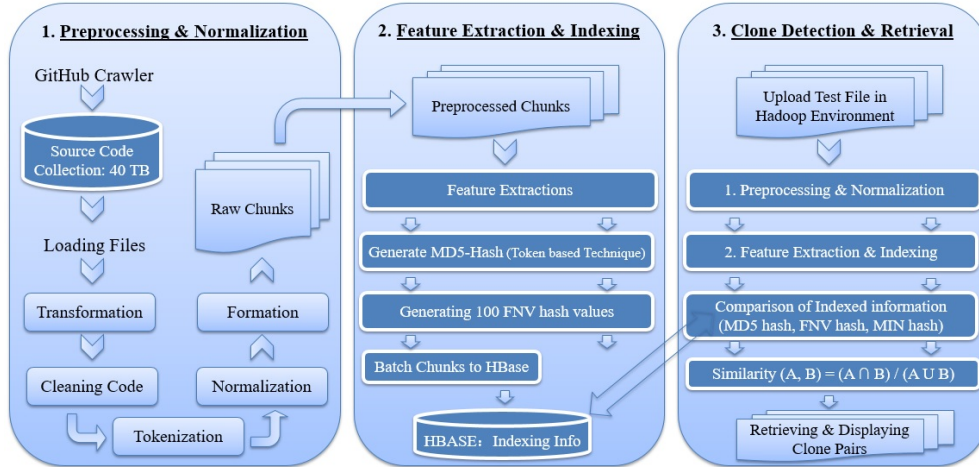 1. Preprocessing & Normalization
GitHub Crawler
Source Code
Collection: 40 TB
Loading Files
Transformation
Cleaning Code
Tokenization
Normalization
Formation
Raw Chunks
2. Feature Extraction & Indexing
Preprocessed Chunks
Feature Extractions
Generate MD5-Hash (Token based Technique)
Generating 100 FNV hash values
Batch Chunks to HBase
HBASE：Indexing Info
3. Clone Detection & Retrieval
Upload Test File in
Hadoop Environment
1. Preprocessing & Normalization
2. Feature Extraction & Indexing
Comparison of Indexed information
(MD5 hash, FNV hash, MIN hash)
Similarity (A, B) = (A ∩ B) / (A U B)
Retrieving & Displaying
Clone Pairs